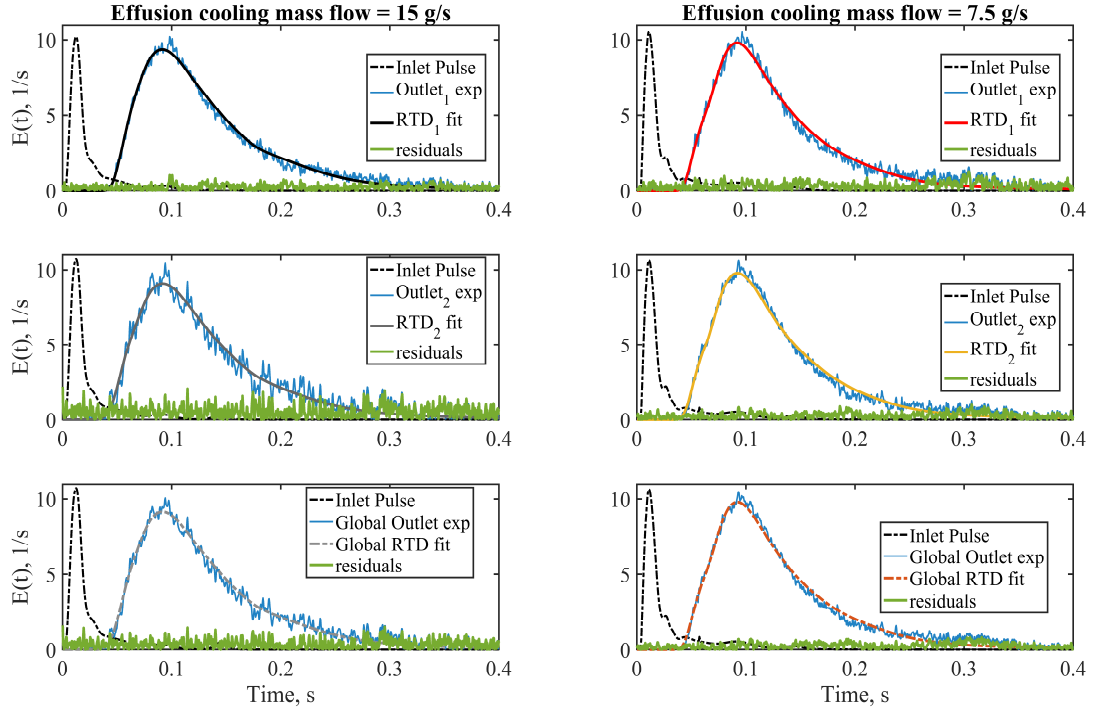 Effusion cooling mass flow = 15 g/s
E(t), 1/s
10
5
0
0
0.1
0.2
0.3
0.4
Inlet Pulse
Outlet₁ exp
RTD₁ fit
residuals
Effusion cooling mass flow = 7.5 g/s
E(t), 1/s
10
5
0
0
0.1
0.2
0.3
0.4
Inlet Pulse
Outlet₁ exp
RTD₁ fit
residuals
E(t), 1/s
10
5
0
0
0.1
0.2
0.3
0.4
Inlet Pulse
Outlet₂ exp
RTD₂ fit
residuals
E(t), 1/s
10
5
0
0
0.1
0.2
0.3
0.4
Inlet Pulse
Outlet₂ exp
RTD₂ fit
residuals
E(t), 1/s
10
5
0
0
0.1
0.2
0.3
0.4
Time, s
Inlet Pulse
Global Outlet exp
Global RTD fit
residuals
E(t), 1/s
10
5
0
0
0.1
0.2
0.3
0.4
Time, s
Inlet Pulse
Global Outlet exp
Global RTD fit
residuals